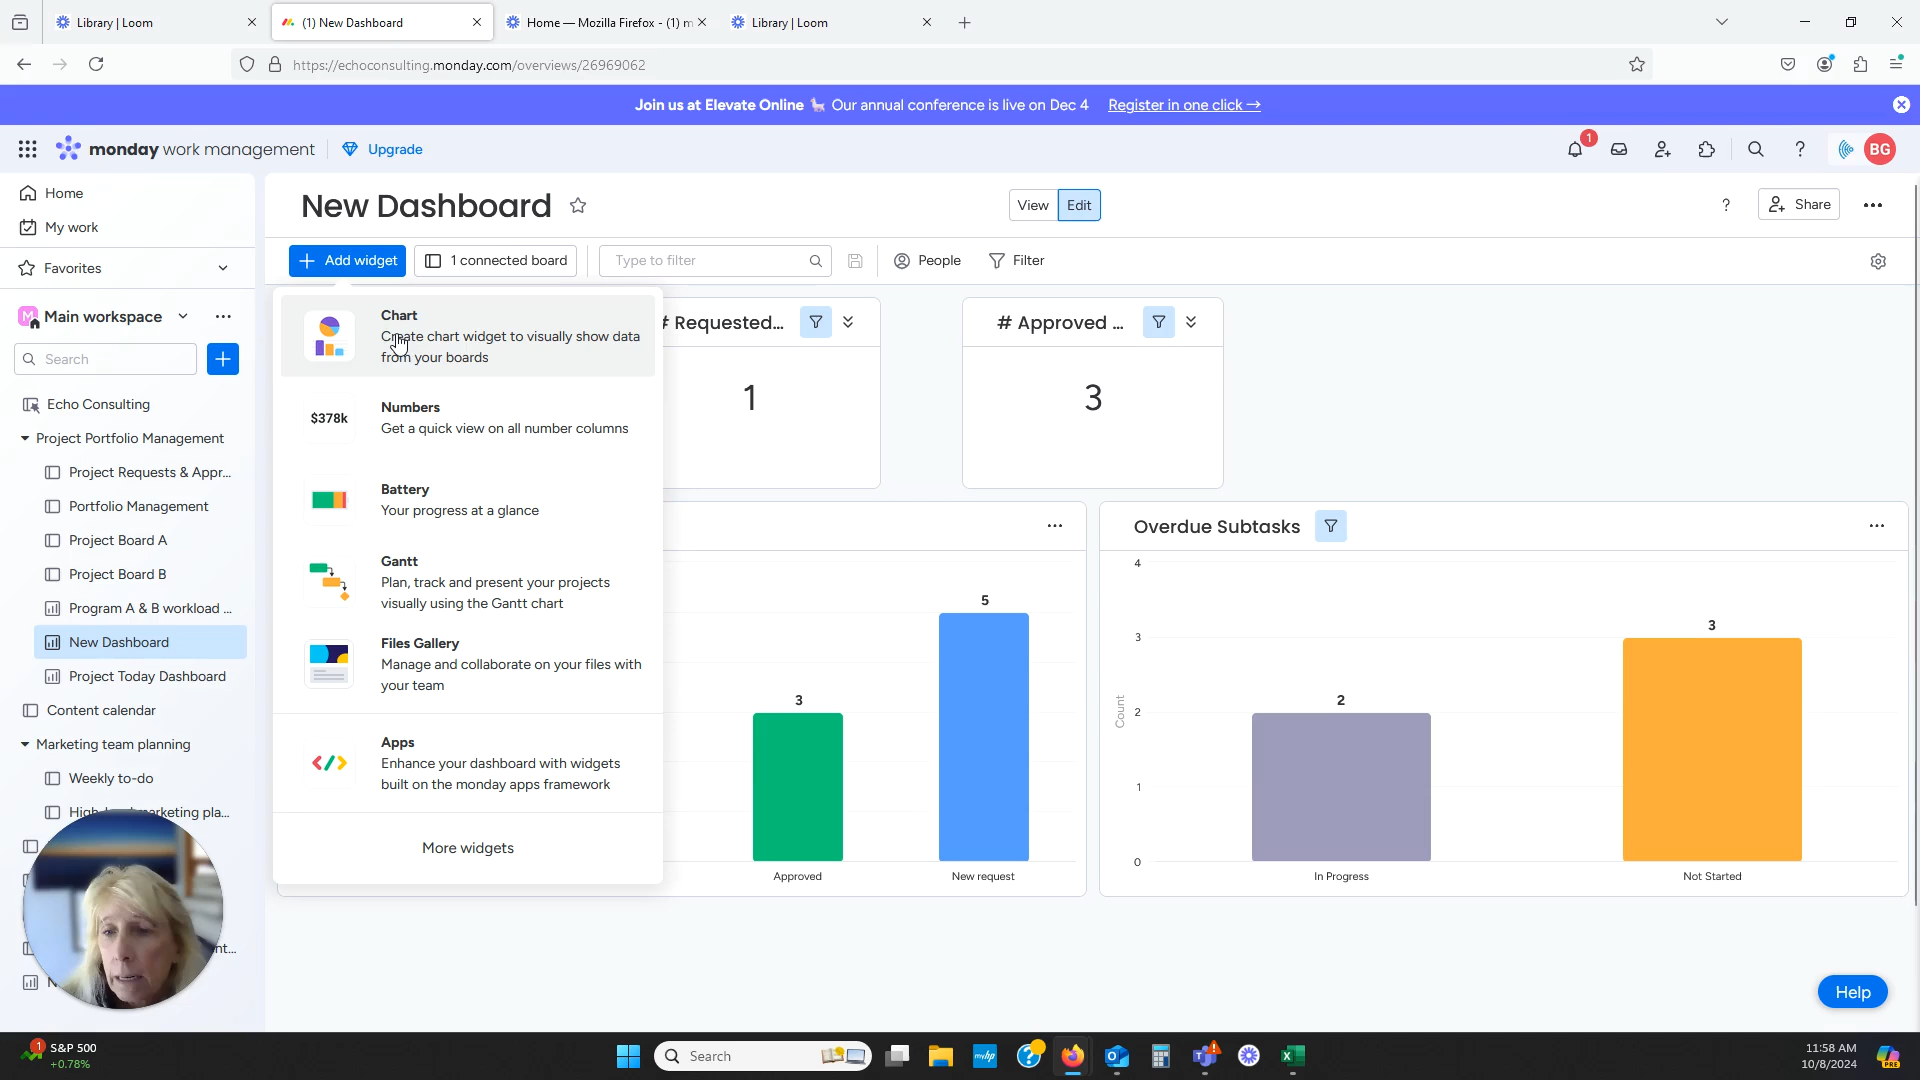 Library | Loom
(1) New Dashboard
Home — Mozilla Firefox - (1) m
Library | Loom
https://echoconsulting.monday.com/overviews/26969062
Join us at Elevate Online 🦙 Our annual conference is live on Dec 4 Register in one click →
monday work management
Upgrade
1
BG
Home
My work
Favorites
M
Main workspace
Search
Echo Consulting
Project Portfolio Management
Project Requests & Appr...
Portfolio Management
Project Board A
Project Board B
Program A & B workload ...
New Dashboard
Project Today Dashboard
Content calendar
Marketing team planning
Weekly to-do
New Dashboard
View
Edit
?
Share
Add widget
1 connected board
Type to filter
People
Filter
Chart
Create chart widget to visually show data
from your boards
$378k
Numbers
Get a quick view on all number columns
Battery
Your progress at a glance
Gantt
Plan, track and present your projects
visually using the Gantt chart
Files Gallery
Manage and collaborate on your files with
your team
Apps
Enhance your dashboard with widgets
built on the monday apps framework
More widgets
# Requested...
1
# Approved ...
3
3
Approved
5
New request
Overdue Subtasks
Count
4
3
2
1
0
2
In Progress
3
Not Started
Help
1
S&P 500
+0.78%
Search
11:58 AM
10/8/2024